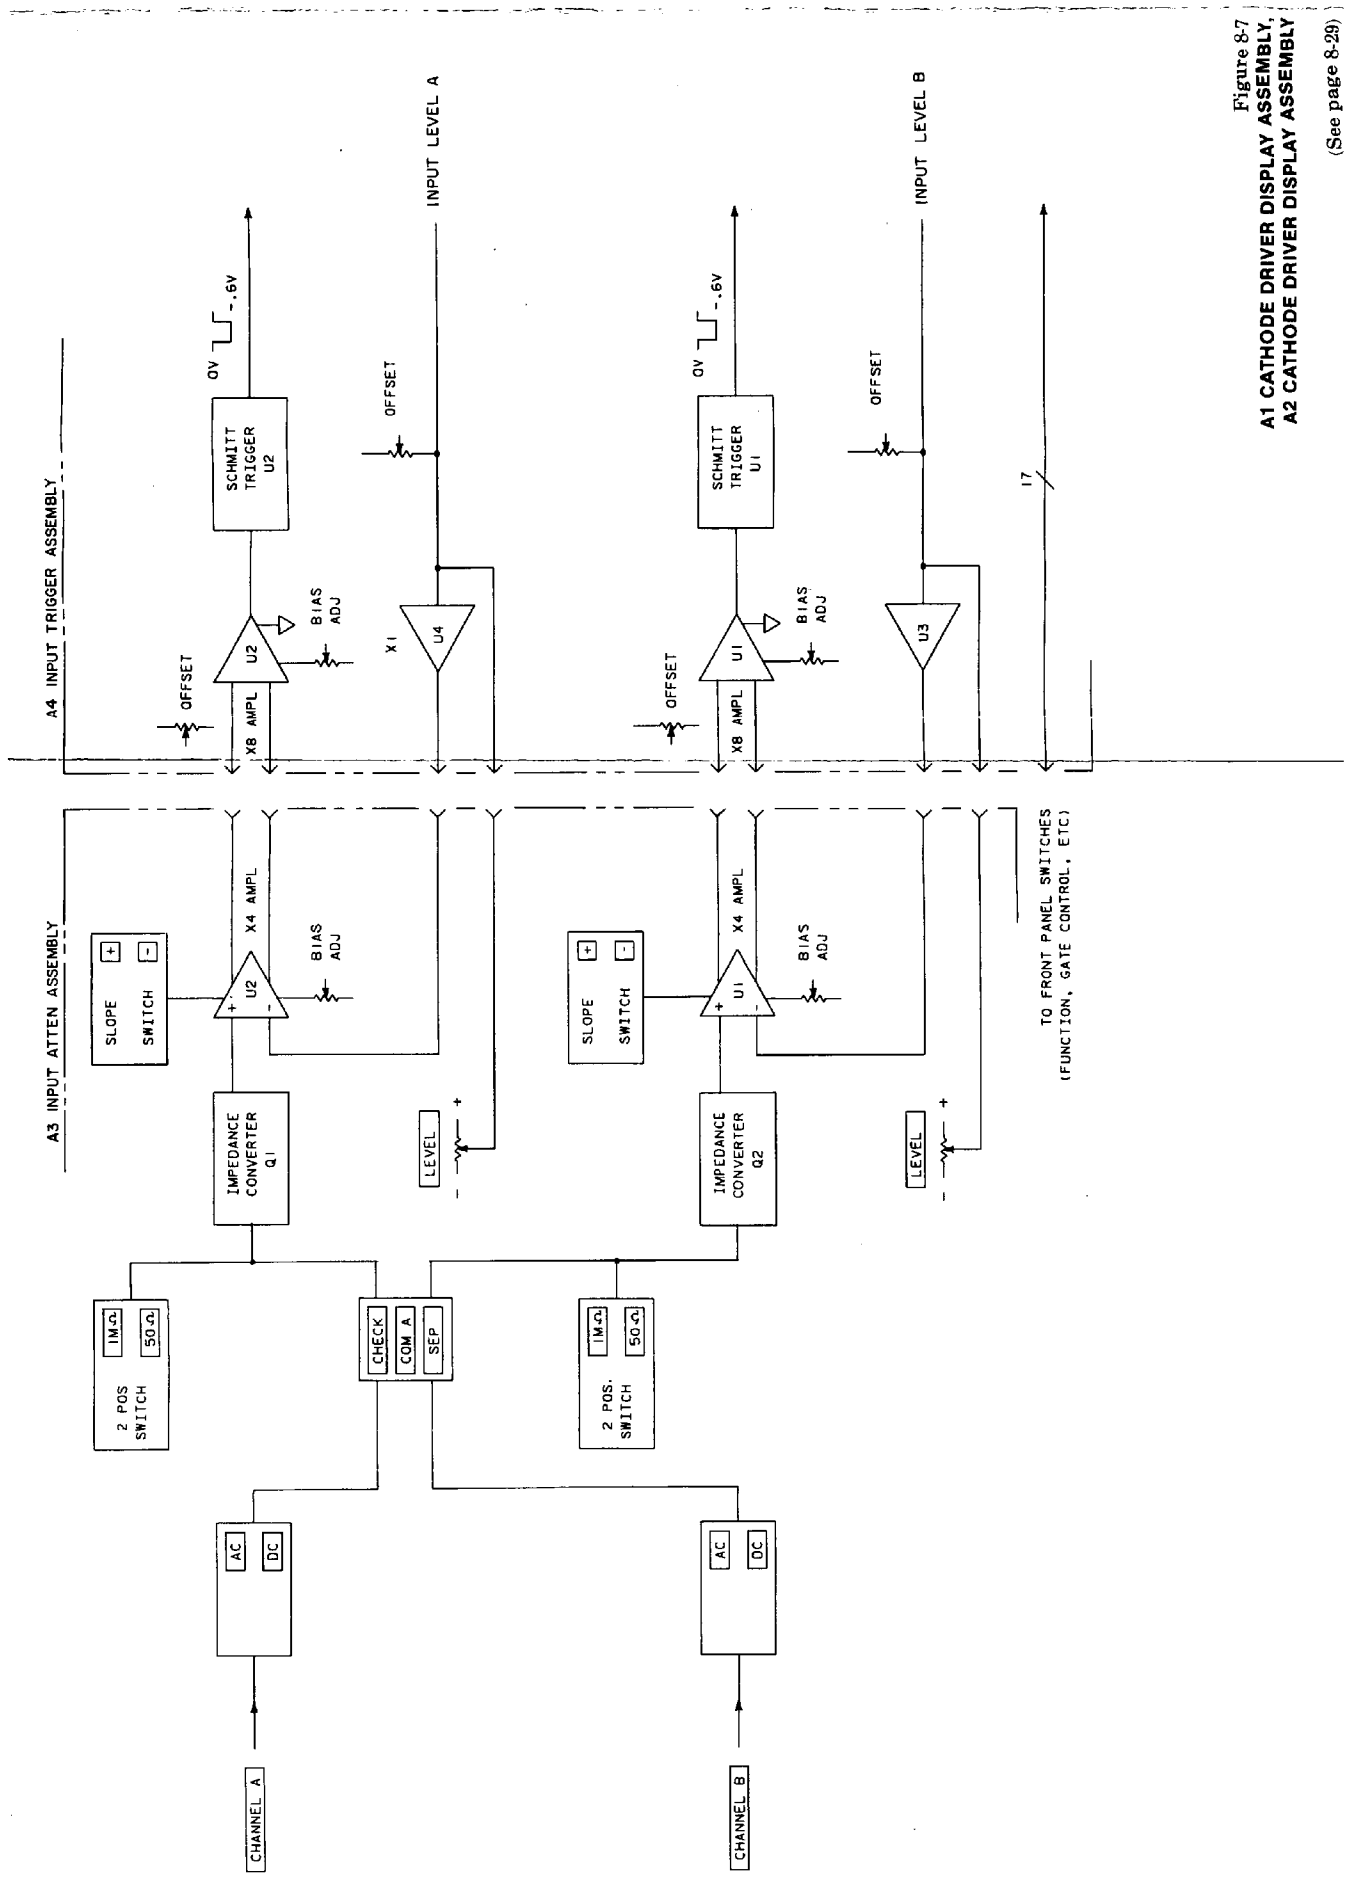 A3 INPUT ATTEN ASSEMBLY
A4 INPUT TRIGGER ASSEMBLY
CHANNEL A
AC
DC
2 POS
SWITCH
1MΩ
50Ω
CHECK
COM A
SEP
IMPEDANCE
CONVERTER
Q1
SLOPE
SWITCH
+
-
+
-
U2
X4 AMPL
BIAS
ADJ
LEVEL
-
+
OFFSET
X8 AMPL
U2
BIAS
ADJ
SCHMITT
TRIGGER
U2
0V
-.6V
X1
U4
OFFSET
INPUT LEVEL A
CHANNEL B
AC
DC
2 POS.
SWITCH
1MΩ
50Ω
IMPEDANCE
CONVERTER
Q2
SLOPE
SWITCH
+
-
+
-
U1
X4 AMPL
BIAS
ADJ
LEVEL
-
+
OFFSET
X8 AMPL
U1
BIAS
ADJ
SCHMITT
TRIGGER
U1
0V
-.6V
U3
OFFSET
INPUT LEVEL B
17
TO FRONT PANEL SWITCHES
(FUNCTION, GATE CONTROL, ETC)
Figure 8-7
A1 CATHODE DRIVER DISPLAY ASSEMBLY,
A2 CATHODE DRIVER DISPLAY ASSEMBLY
(See page 8-29)